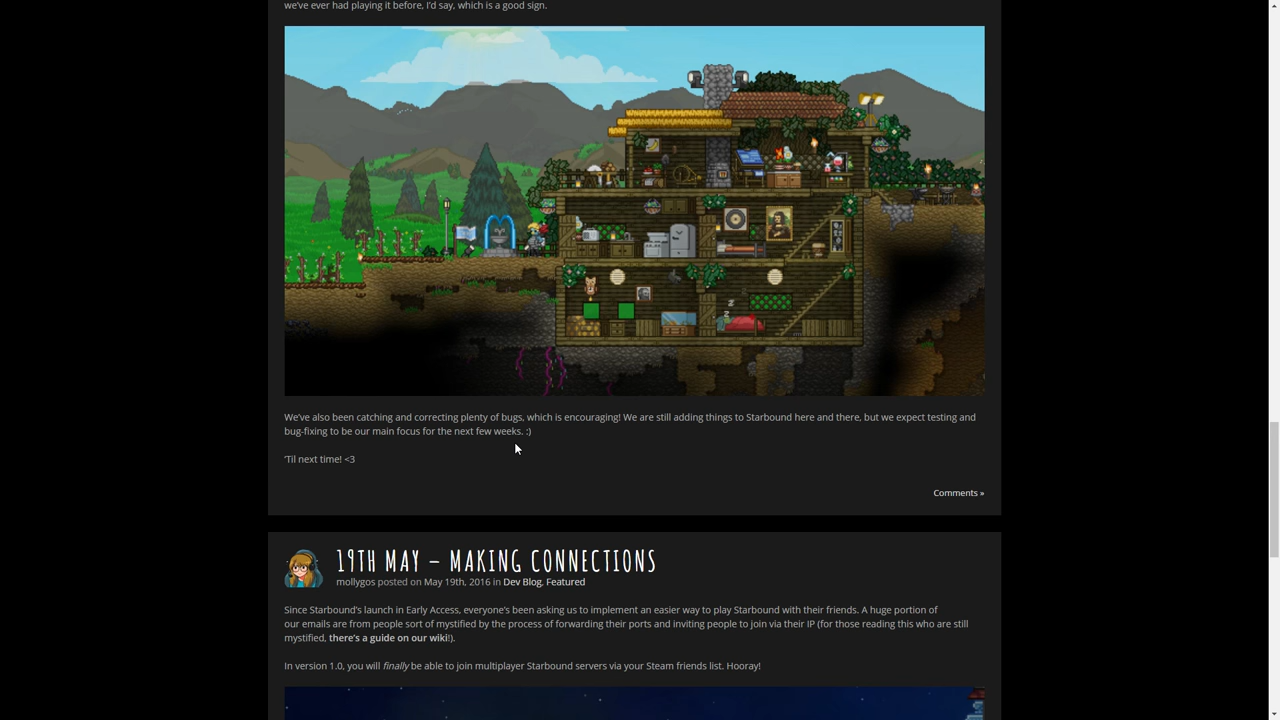 we've ever had playing it before, I'd say, which is a good sign.
We've also been catching and correcting plenty of bugs, which is encouraging! We are still adding things to Starbound here and there, but we expect testing and
bug-fixing to be our main focus for the next few weeks. :)
'Til next time! <3
Comments »
19TH MAY – MAKING CONNECTIONS
mollygos posted on May 19th, 2016 in Dev Blog, Featured
Since Starbound's launch in Early Access, everyone's been asking us to implement an easier way to play Starbound with their friends. A huge portion of
our emails are from people sort of mystified by the process of forwarding their ports and inviting people to join via their IP (for those reading this who are still
mystified, there's a guide on our wiki!).
In version 1.0, you will finally be able to join multiplayer Starbound servers via your Steam friends list. Hooray!